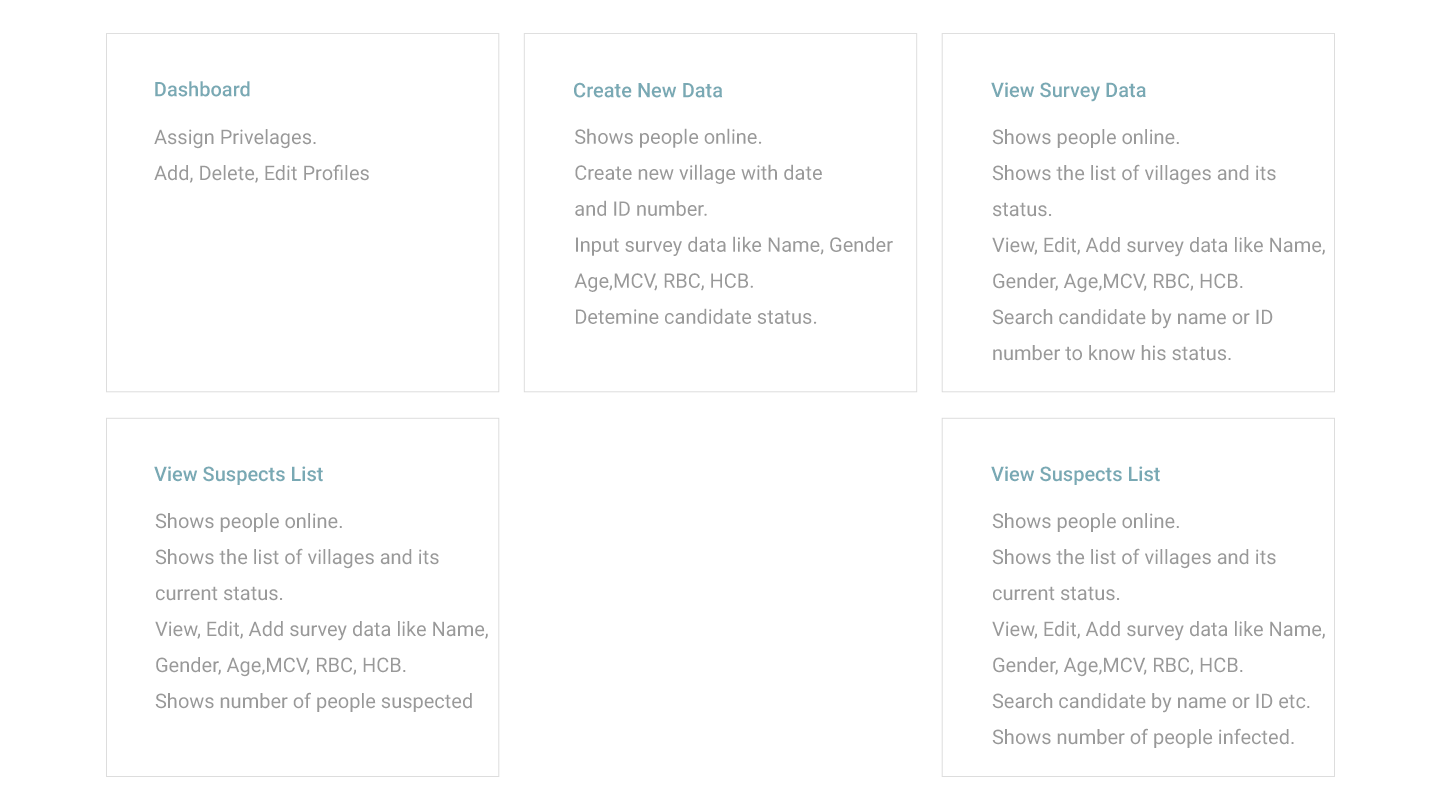 Dashboard
Assign Privelages.
Add, Delete, Edit Profiles
Create New Data
Shows people online.
Create new village with date
and ID number.
Input survey data like Name, Gender
Age,MCV, RBC, HCB.
Detemine candidate status.
View Survey Data
Shows people online.
Shows the list of villages and its
status.
View, Edit, Add survey data like Name,
Gender, Age,MCV, RBC, HCB.
Search candidate by name or ID
number to know his status.
View Suspects List
Shows people online.
Shows the list of villages and its
current status.
View, Edit, Add survey data like Name,
Gender, Age,MCV, RBC, HCB.
Shows number of people suspected
View Suspects List
Shows people online.
Shows the list of villages and its
current status.
View, Edit, Add survey data like Name,
Gender, Age,MCV, RBC, HCB.
Search candidate by name or ID etc.
Shows number of people infected.